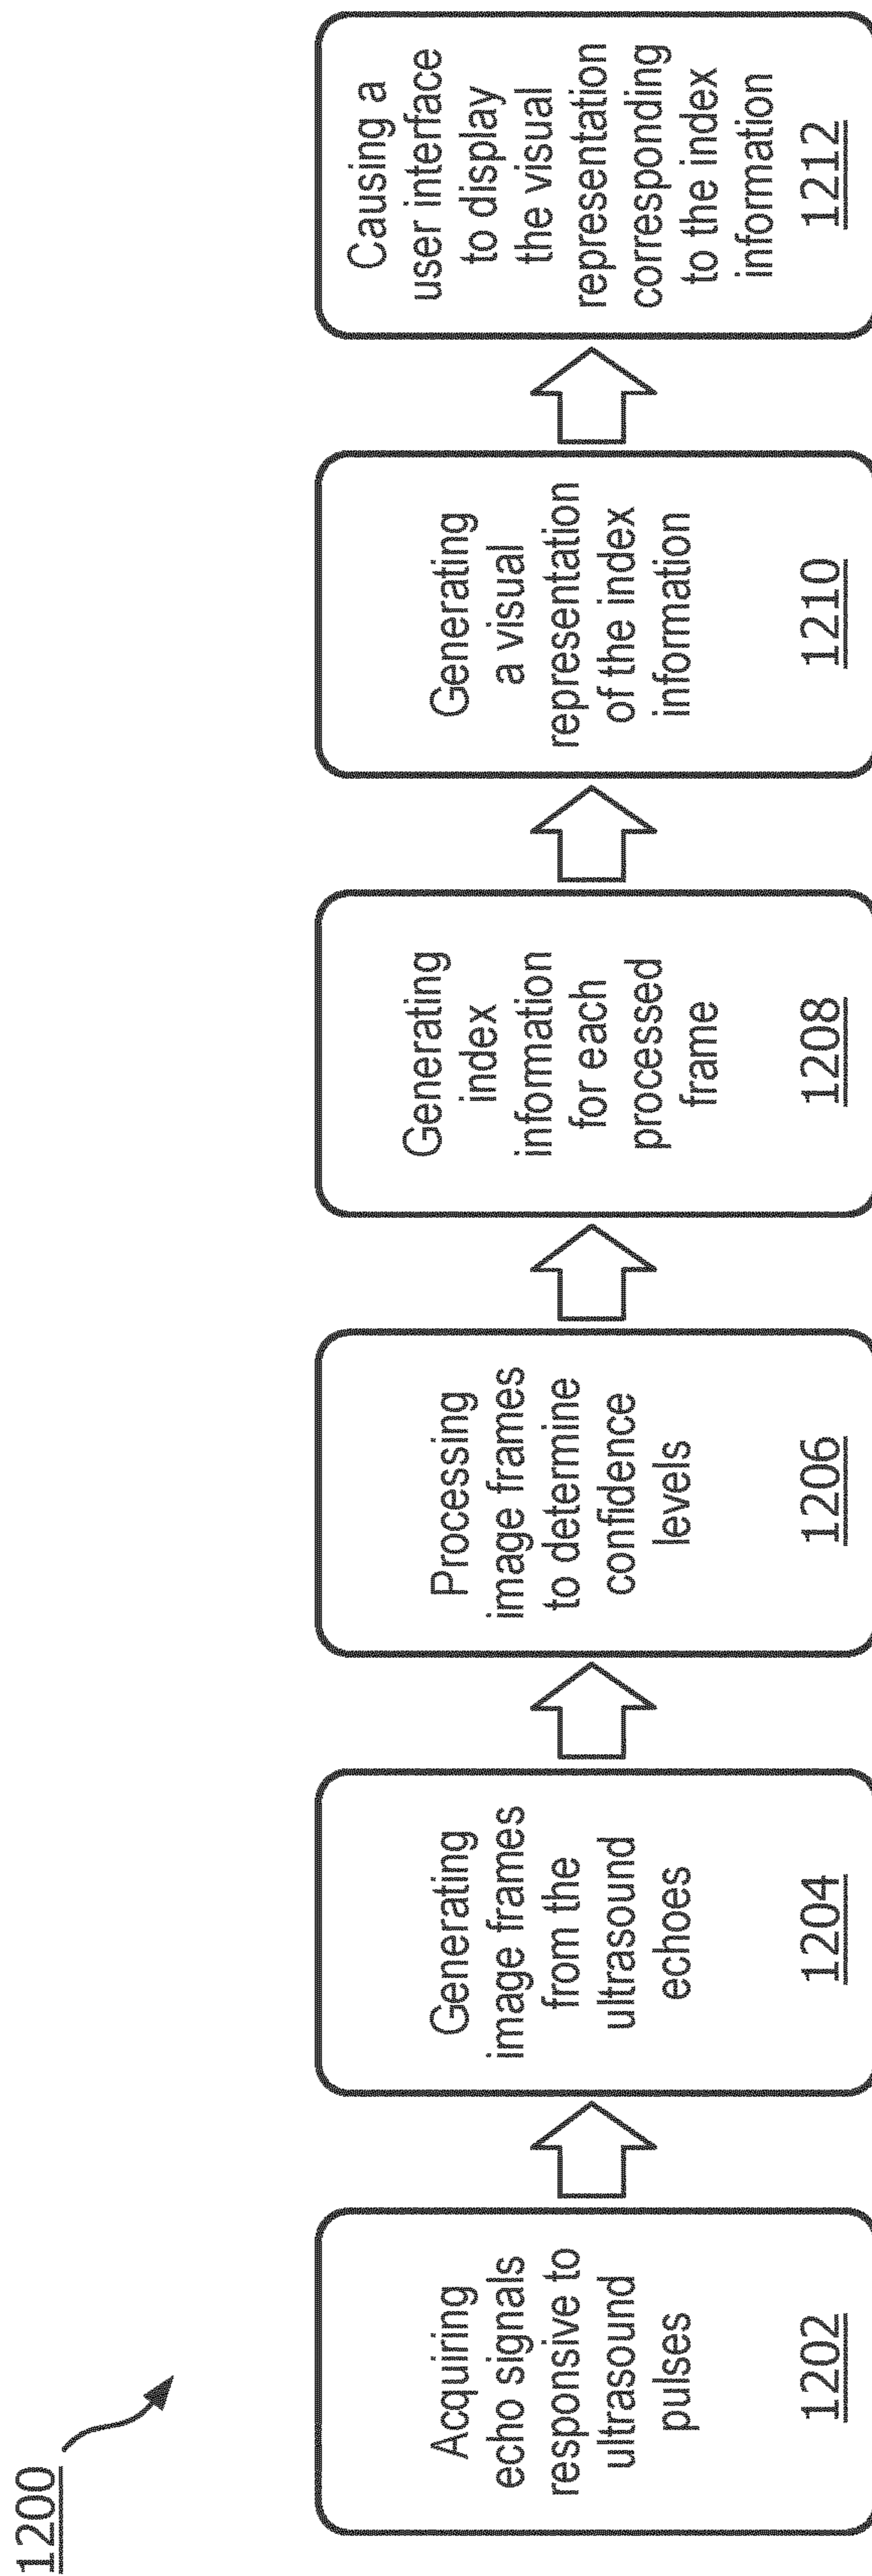 1200
Acquiring
echo signals
responsive to
ultrasound
pulses
1202
Generating
image frames
from the
ultrasound
echoes
1204
Processing
image frames
to determine
confidence
levels
1206
Generating
index
information
for each
processed
frame
1208
Generating
a visual
representation
of the index
information
1210
Causing a
user interface
to display
the visual
representation
corresponding
to the index
information
1212